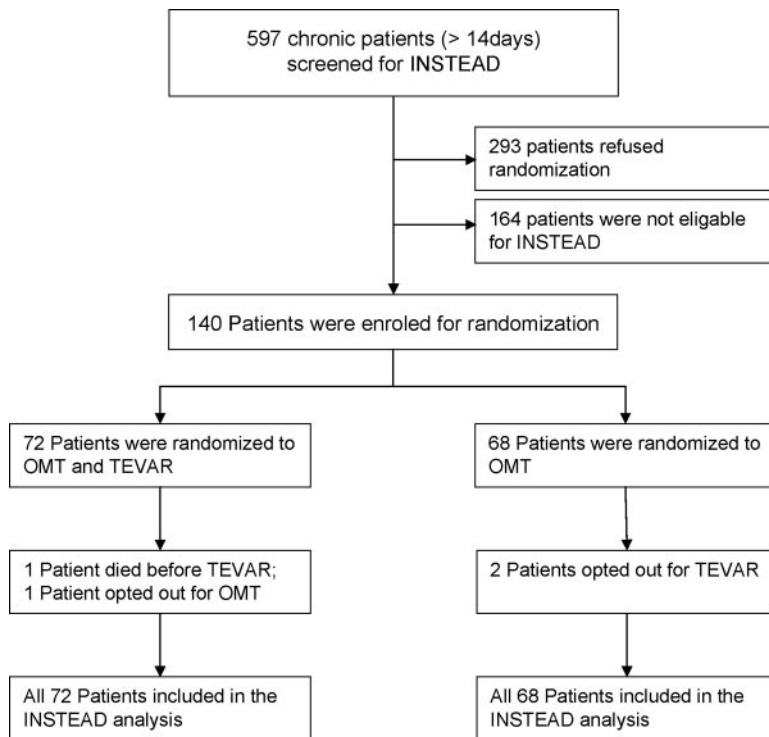 597 chronic patients (> 14days)
screened for INSTEAD
293 patients refused
randomization
164 patients were not eligable
for INSTEAD
140 Patients were enroled for randomization
72 Patients were randomized to
OMT and TEVAR
68 Patients were randomized to
OMT
1 Patient died before TEVAR;
1 Patient opted out for OMT
2 Patients opted out for TEVAR
All 72 Patients included in the
INSTEAD analysis
All 68 Patients included in the
INSTEAD analysis